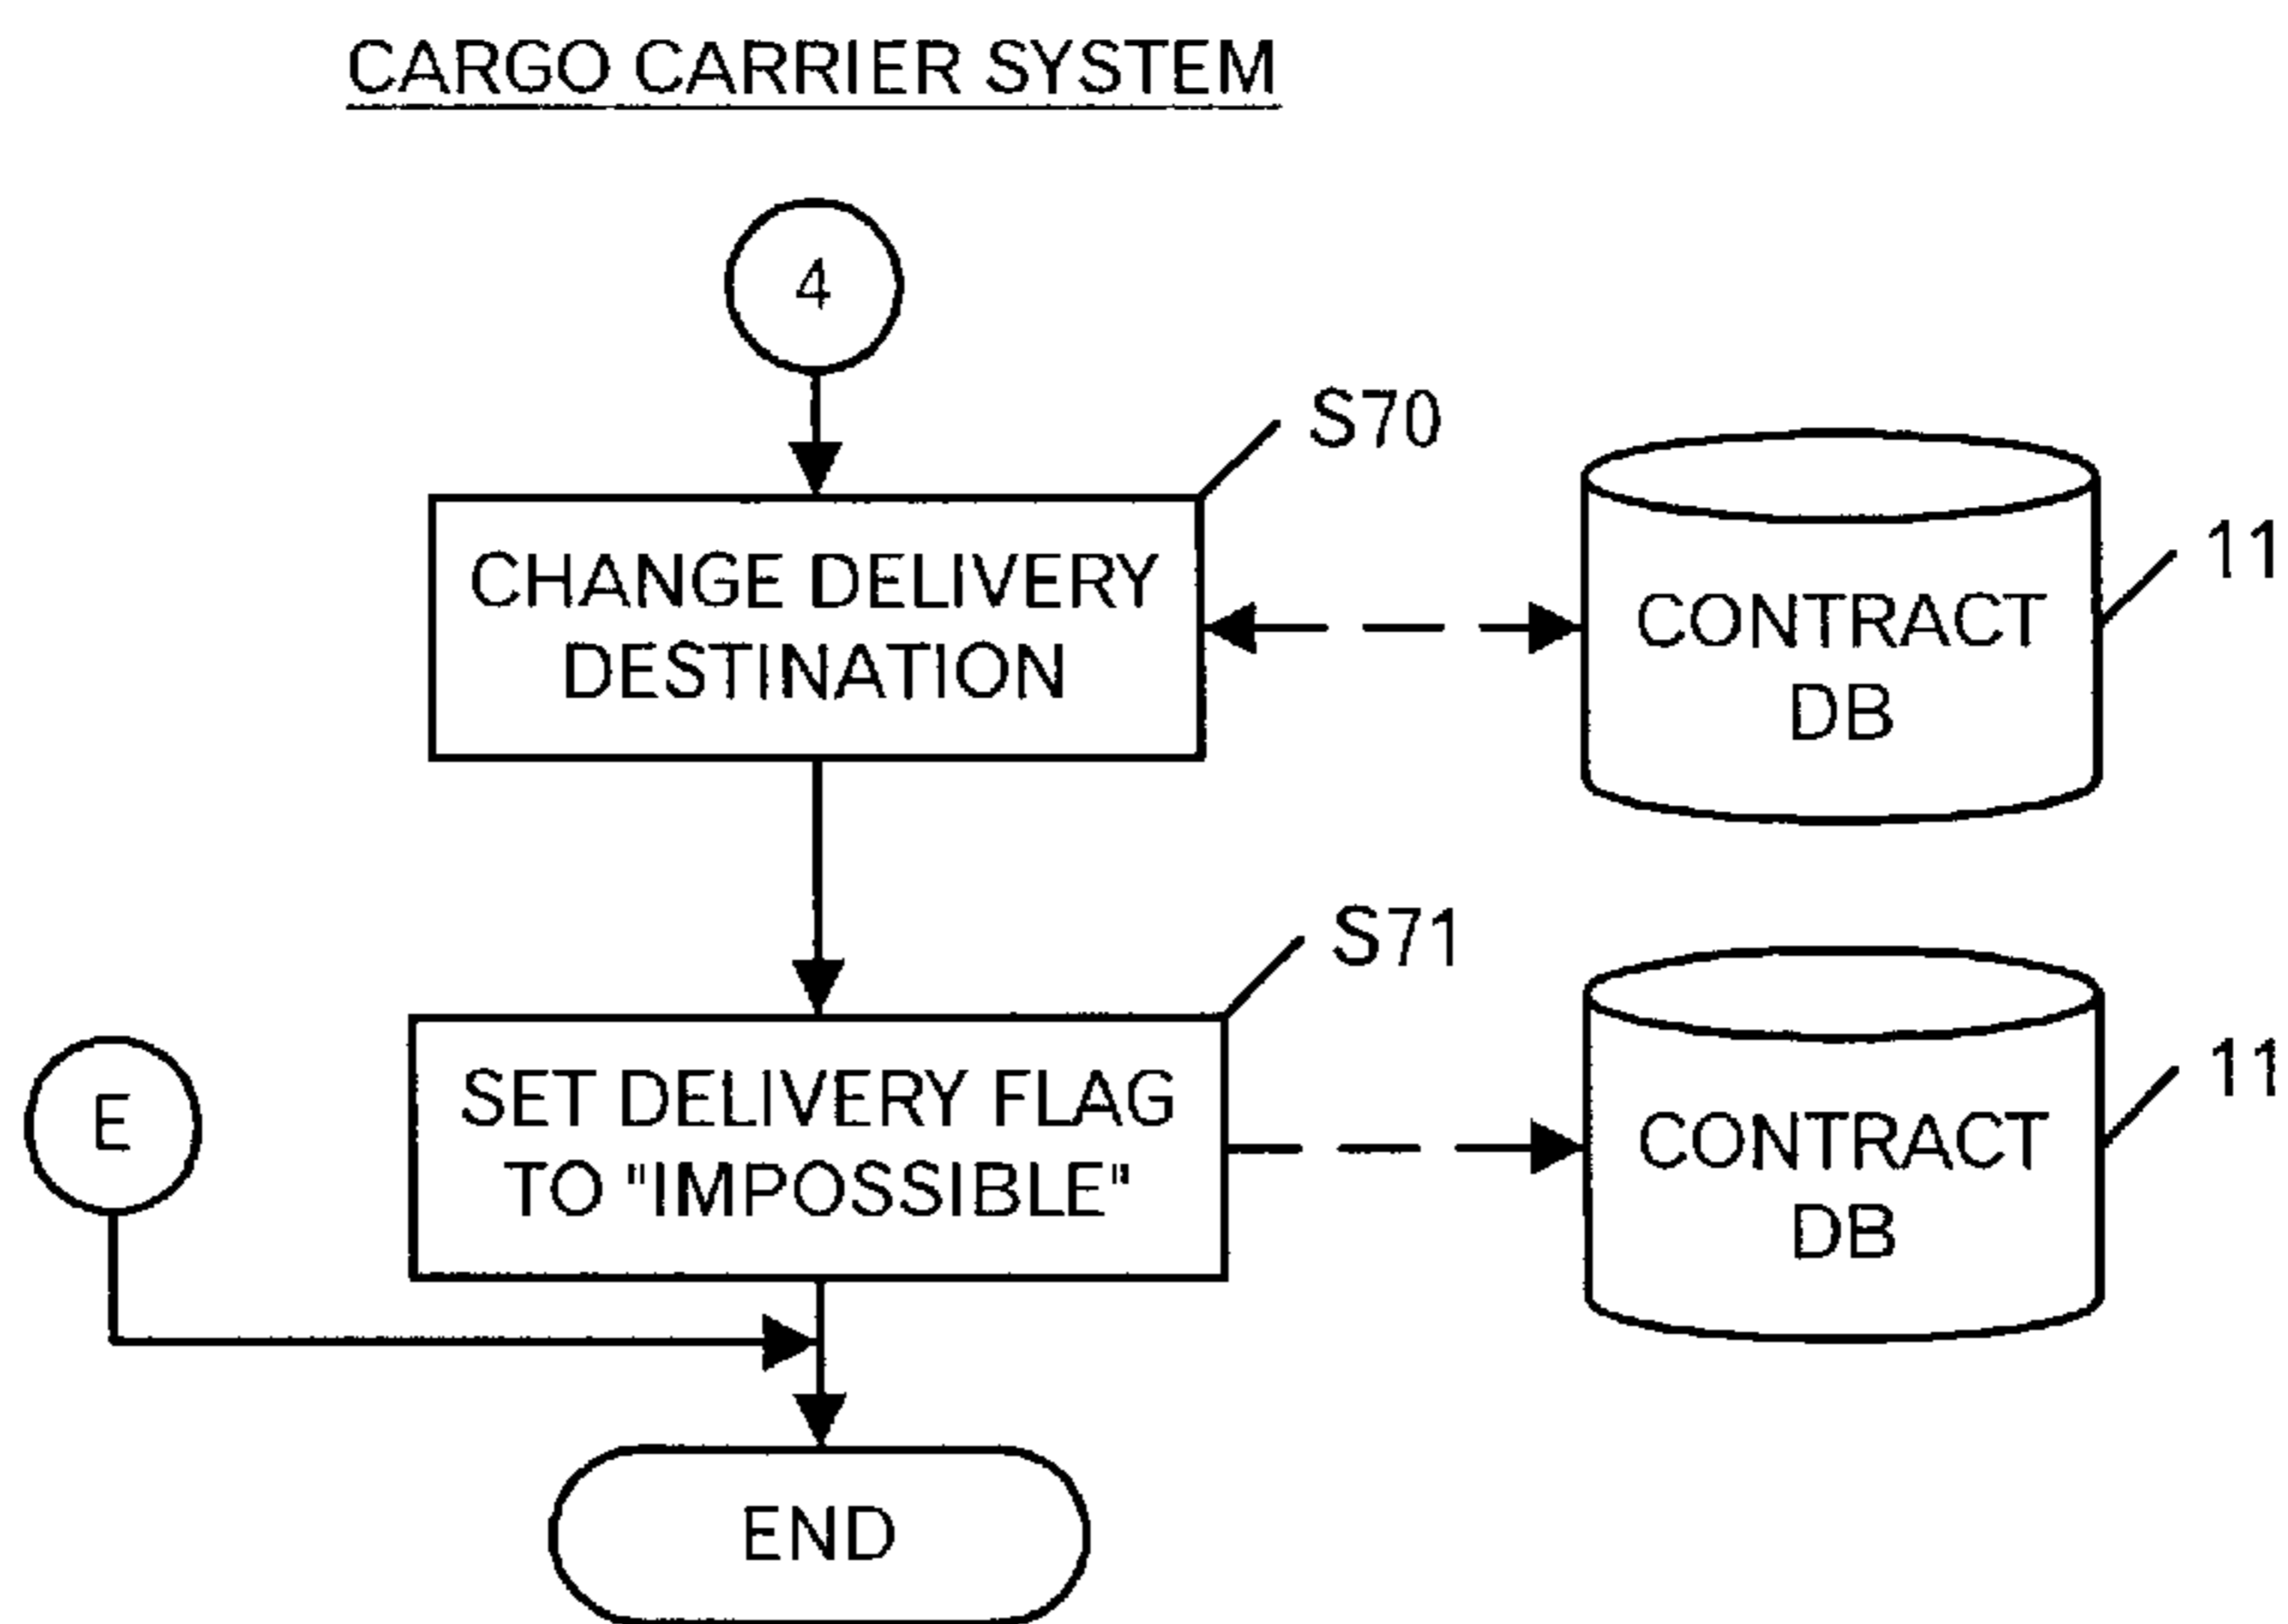 CARGO CARRIER SYSTEM
4
S70
CHANGE DELIVERY
DESTINATION
CONTRACT
DB
11
S71
SET DELIVERY FLAG
TO "IMPOSSIBLE"
CONTRACT
DB
11
E
END